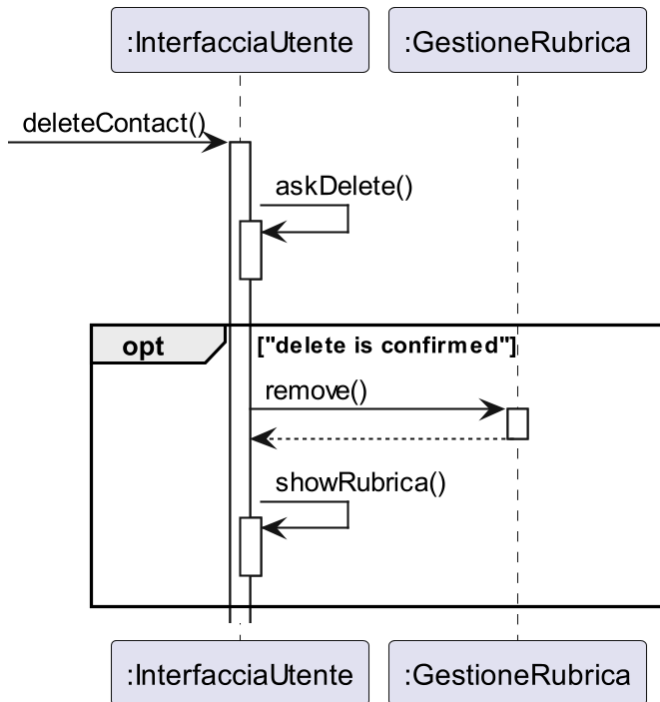 :InterfacciaUtente :GestioneRubrica
deleteContact()
askDelete()
opt ["delete is confirmed"]
remove()
showRubrica()
:InterfacciaUtente :GestioneRubrica